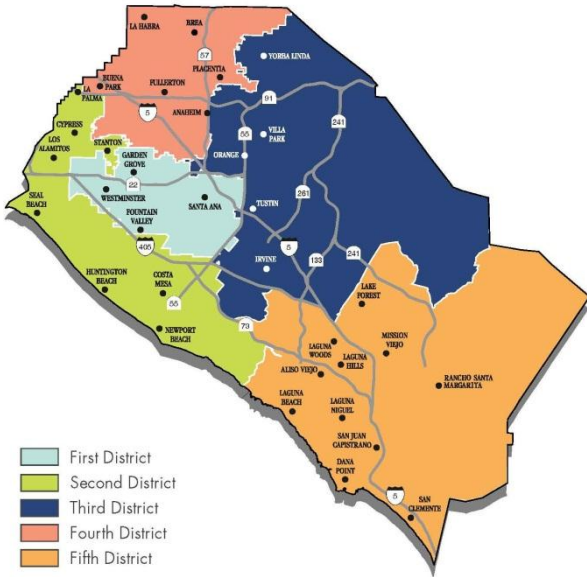 LA HABRA
BREA
57
YORBA LINDA
BUENA
PARK
LA
PALMA
FULLERTON
PLACENTIA
91
5
ANAHEIM
55
241
CYPRESS
VILLA
PARK
LOS
ALAMITOS
STANTON
GARDEN
GROVE
ORANGE
22
261
WESTMINSTER
SANTA ANA
TUSTIN
SEAL
BEACH
FOUNTAIN
VALLEY
405
5
133
241
IRVINE
HUNTINGTON
BEACH
COSTA
MESA
55
LAKE
FOREST
73
NEWPORT
BEACH
LAGUNA
WOODS
MISSION
VIEJO
LAGUNA
HILLS
ALISO VIEJO
RANCHO SANTA
MARGARITA
LAGUNA
BEACH
LAGUNA
NIGUEL
SAN JUAN
CAPISTRANO
DANA
POINT
5
SAN
CLEMENTE
First District
Second District
Third District
Fourth District
Fifth District